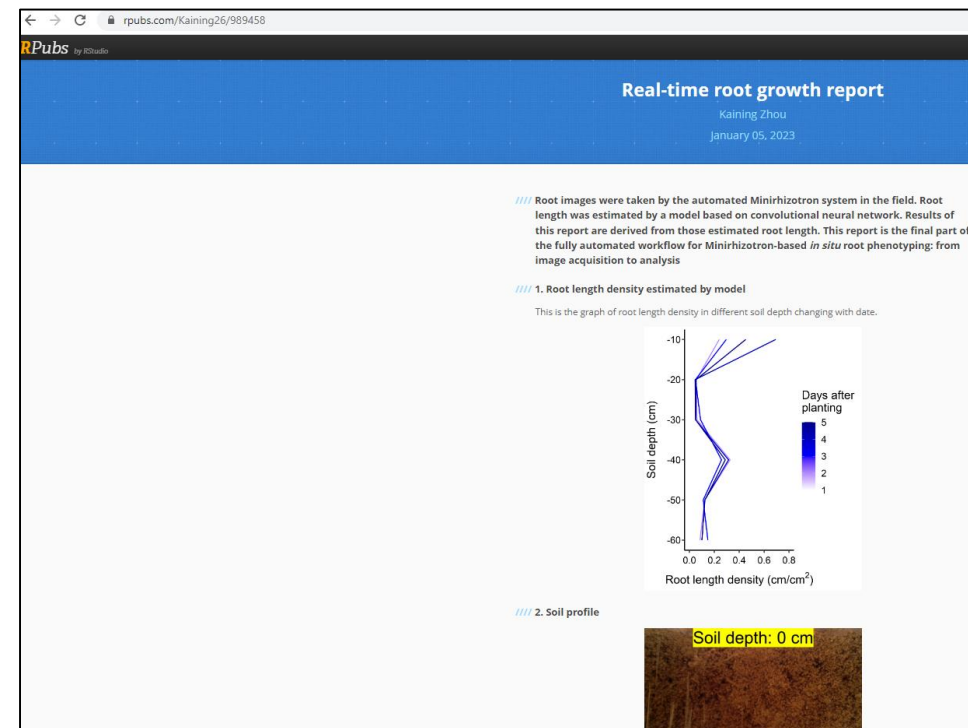 rpubs.com/Kaining26/989458
RPubs by RStudio
Real-time root growth report
Kaining Zhou
January 05, 2023
//// Root images were taken by the automated Minirhizotron system in the field. Root
length was estimated by a model based on convolutional neural network. Results of
this report are derived from those estimated root length. This report is the final part of
the fully automated workflow for Minirhizotron-based in situ root phenotyping: from
image acquisition to analysis
//// 1. Root length density estimated by model
This is the graph of root length density in different soil depth changing with date.
-10
-20
-30
-40
-50
-60
Soil depth (cm)
0.0 0.2 0.4 0.6 0.8
Root length density (cm/cm²)
Days after
planting
5
4
3
2
1
//// 2. Soil profile
Soil depth: 0 cm